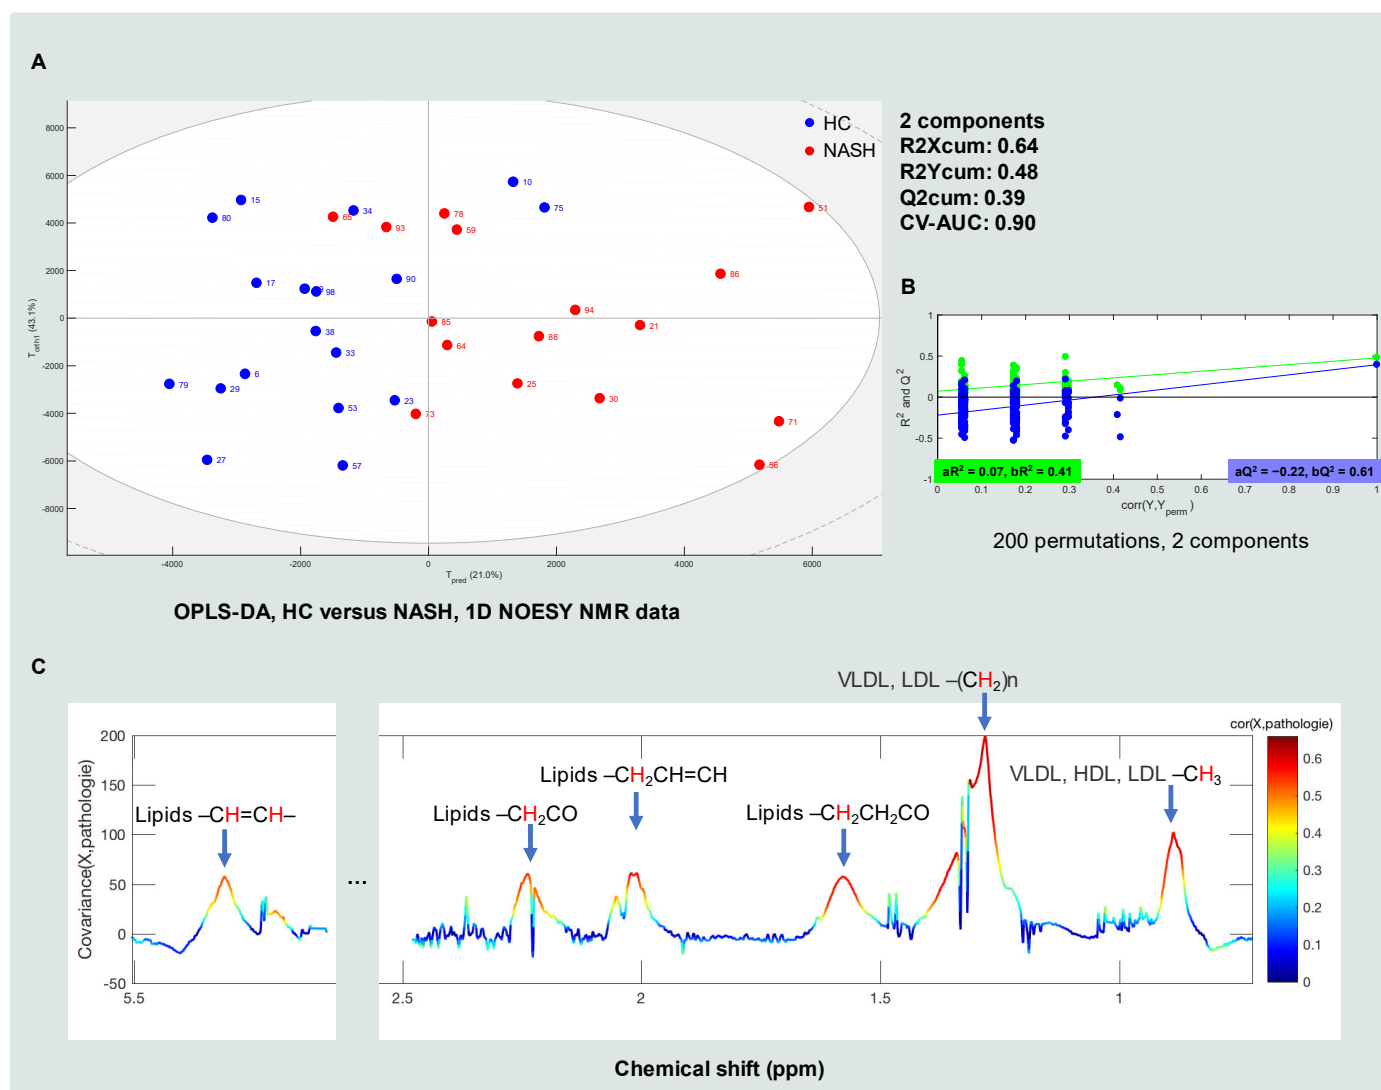 A
8000
6000
4000
2000
0
-2000
-4000
-6000
-8000
T orth1 (43.1%)
-4000 -2000 0 2000 4000 6000
T pred (21.0%)
HC
NASH
10
75
51
15
80
34
93
78
59
86
17
98
90
94
21
85
38
88
64
33
6
79
29
25
23
30
53
73
71
27
57
56
OPLS-DA, HC versus NASH, 1D NOESY NMR data
2 components
R2Xcum: 0.64
R2Ycum: 0.48
Q2cum: 0.39
CV-AUC: 0.90
B
1
0.5
0
-0.5
-1
R² and Q²
aR² = 0.07, bR² = 0.41
aQ² = −0.22, bQ² = 0.61
0 0.1 0.2 0.3 0.4 0.5 0.6 0.7 0.8 0.9 1
corr(Y,Yperm)
200 permutations, 2 components
C
VLDL, LDL –(CH₂)n
cor(X,pathologie)
Lipids –CH₂CH=CH
VLDL, HDL, LDL –CH₃
Lipids –CH=CH–
Lipids –CH₂CO
Lipids –CH₂CH₂CO
...
200
150
100
50
0
-50
Covariance(X,pathologie)
5.5 2.5 2 1.5 1
0.6
0.5
0.4
0.3
0.2
0.1
0
Chemical shift (ppm)